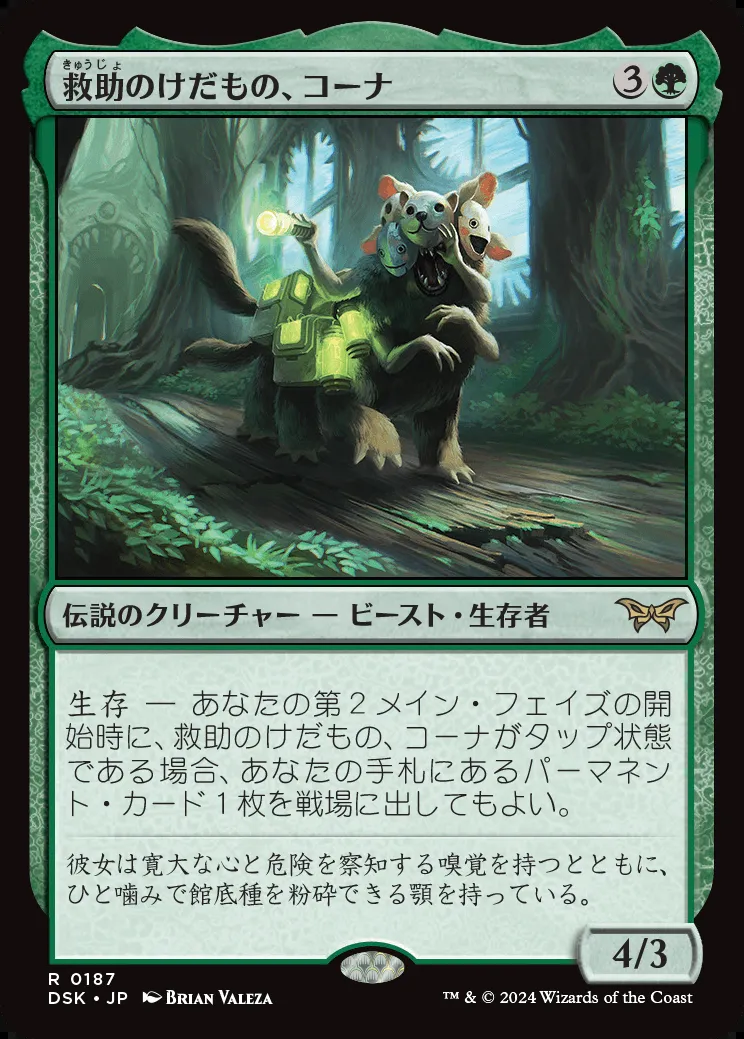 きゅうじょ
救助のけだもの、コーナ
3
伝説のクリーチャー — ビースト・生存者
生存 — あなたの第２メイン・フェイズの開
始時に、救助のけだもの、コーナがタップ状態
である場合、あなたの手札にあるパーマネン
ト・カード１枚を戦場に出してもよい。
彼女は寛大な心と危険を察知する嗅覚を持つとともに、
ひと噛みで館底種を粉砕できる顎を持っている。
4/3
R 0187
DSK • JP Brian Valeza
™ & © 2024 Wizards of the Coast